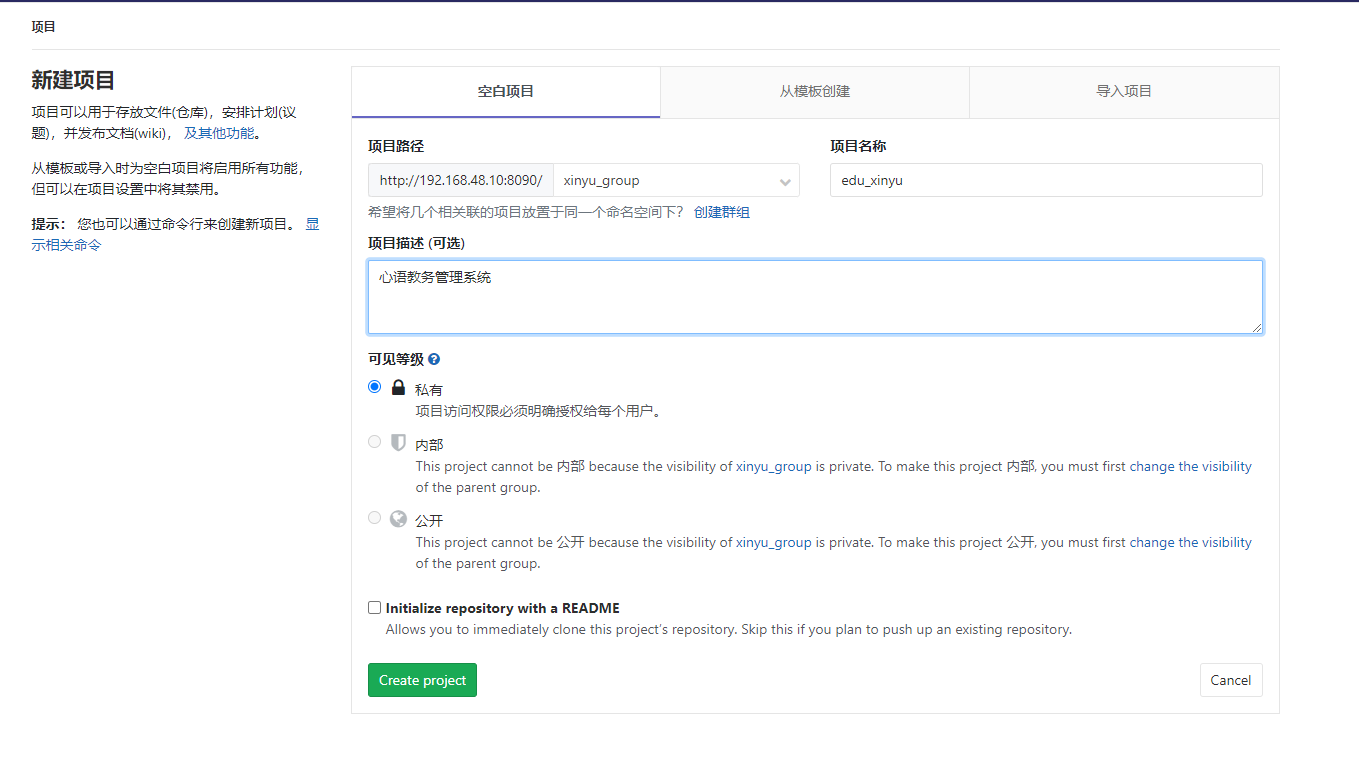 项目
新建项目
项目可以用于存放文件(仓库)，安排计划(议
题)，并发布文档(wiki)， 及其他功能。
从模板或导入时为空白项目将启用所有功能，
但可以在项目设置中将其禁用。
提示： 您也可以通过命令行来创建新项目。 显
示相关命令
空白项目
从模板创建
导入项目
项目路径
项目名称
http://192.168.48.10:8090/
xinyu_group
edu_xinyu
希望将几个相关联的项目放置于同一个命名空间下？ 创建群组
项目描述 (可选)
心语教务管理系统
可见等级
私有
项目访问权限必须明确授权给每个用户。
内部
This project cannot be 内部 because the visibility of xinyu_group is private. To make this project 内部, you must first change the visibility
of the parent group.
公开
This project cannot be 公开 because the visibility of xinyu_group is private. To make this project 公开, you must first change the visibility
of the parent group.
Initialize repository with a README
Allows you to immediately clone this project’s repository. Skip this if you plan to push up an existing repository.
Create project
Cancel